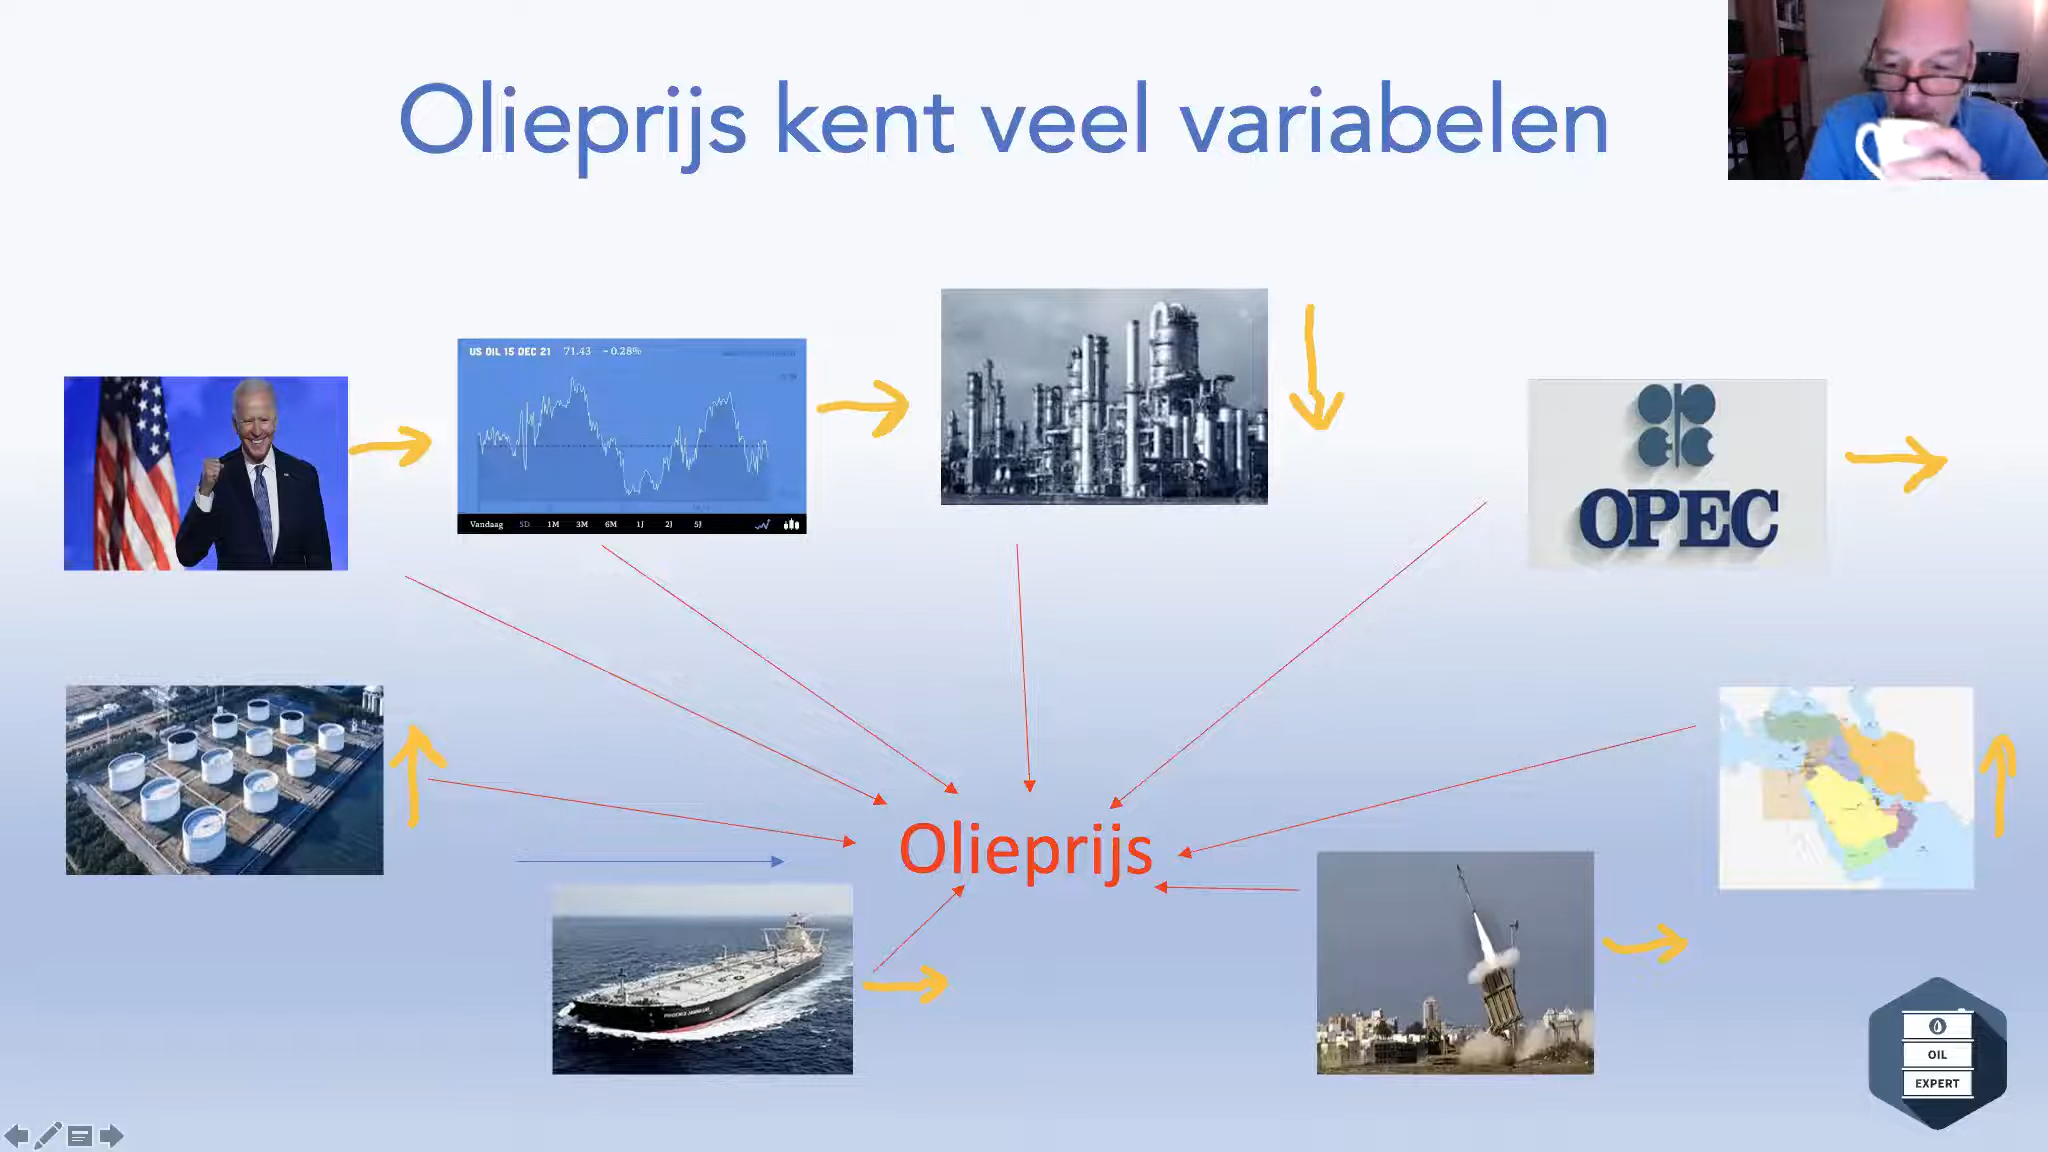 Olieprijs kent veel variabelen
US OIL 15 DEC 21 71.43 - 0.28%
Vandaag 5D 1M 3M 6M 1J 2J 5J
OPEC
Olieprijs
OIL
EXPERT